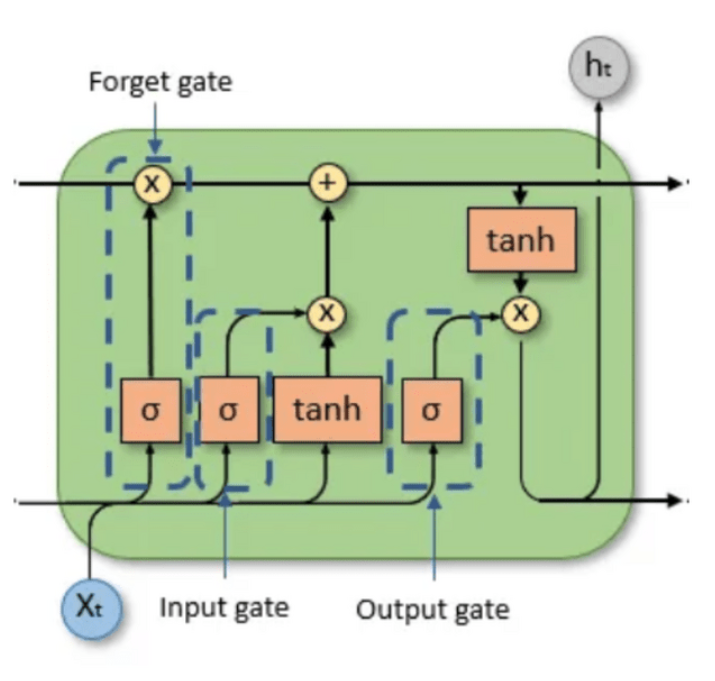 Forget gate
ht
x
+
tanh
x
x
σ
σ
tanh
σ
Xt
Input gate
Output gate